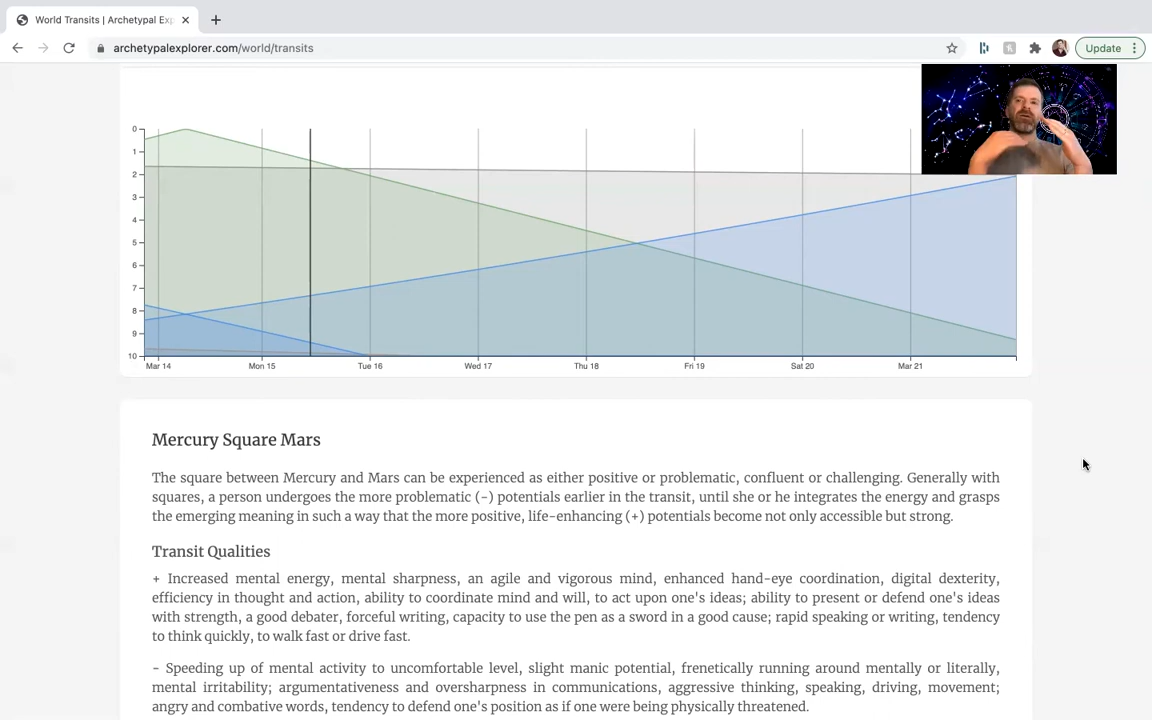 World Transits | Archetypal Exp
archetypalexplorer.com/world/transits
Update
0
1
2
3
4
5
6
7
8
9
10
Mar 14
Mon 15
Tue 16
Wed 17
Thu 18
Fri 19
Sat 20
Mar 21
Mercury Square Mars
The square between Mercury and Mars can be experienced as either positive or problematic, confluent or challenging. Generally with
squares, a person undergoes the more problematic (-) potentials earlier in the transit, until she or he integrates the energy and grasps
the emerging meaning in such a way that the more positive, life-enhancing (+) potentials become not only accessible but strong.
Transit Qualities
+ Increased mental energy, mental sharpness, an agile and vigorous mind, enhanced hand-eye coordination, digital dexterity,
efficiency in thought and action, ability to coordinate mind and will, to act upon one's ideas; ability to present or defend one's ideas
with strength, a good debater, forceful writing, capacity to use the pen as a sword in a good cause; rapid speaking or writing, tendency
to think quickly, to walk fast or drive fast.
- Speeding up of mental activity to uncomfortable level, slight manic potential, frenetically running around mentally or literally,
mental irritability; argumentativeness and oversharpness in communications, aggressive thinking, speaking, driving, movement;
angry and combative words, tendency to defend one's position as if one were being physically threatened.